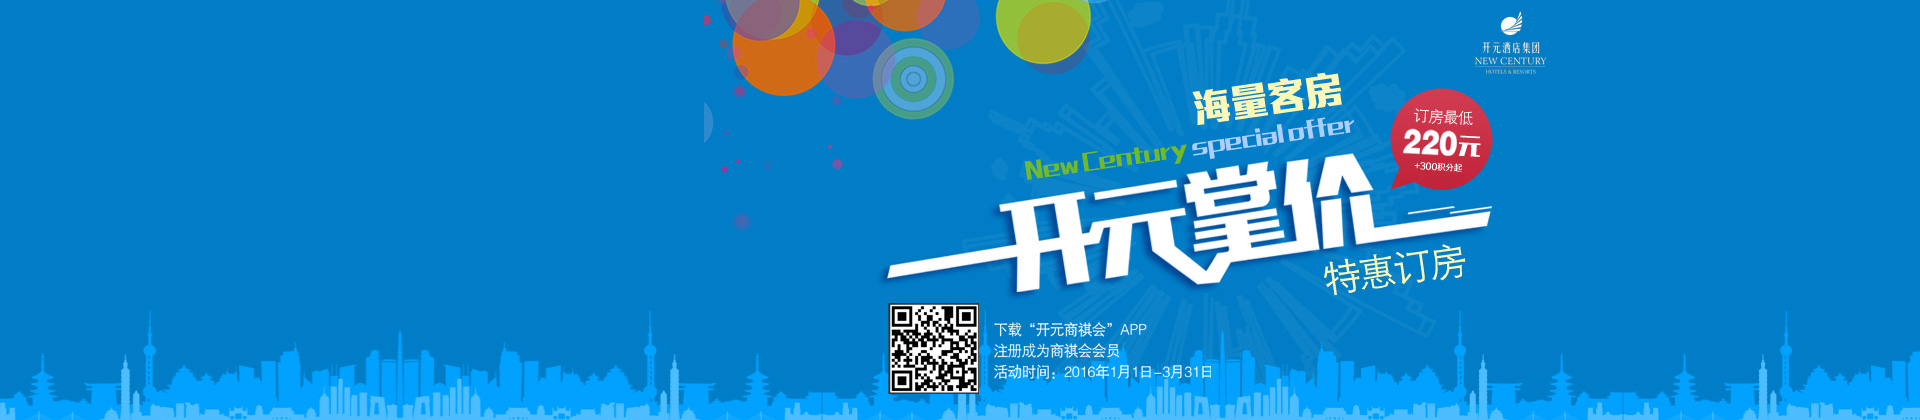 开元酒店集团
NEW CENTURY
HOTELS & RESORTS
海量客房
New Century special offer
开元掌价
订房最低
220元
+300积分起
特惠订房
下载“开元商祺会”APP
注册成为商祺会会员
活动时间：2016年1月1日-3月31日